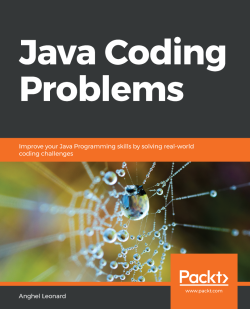 Java Coding
Problems
Improve your Java Programming skills by solving real-world
coding challenges
Packt>
www.packt.com
Anghel Leonard